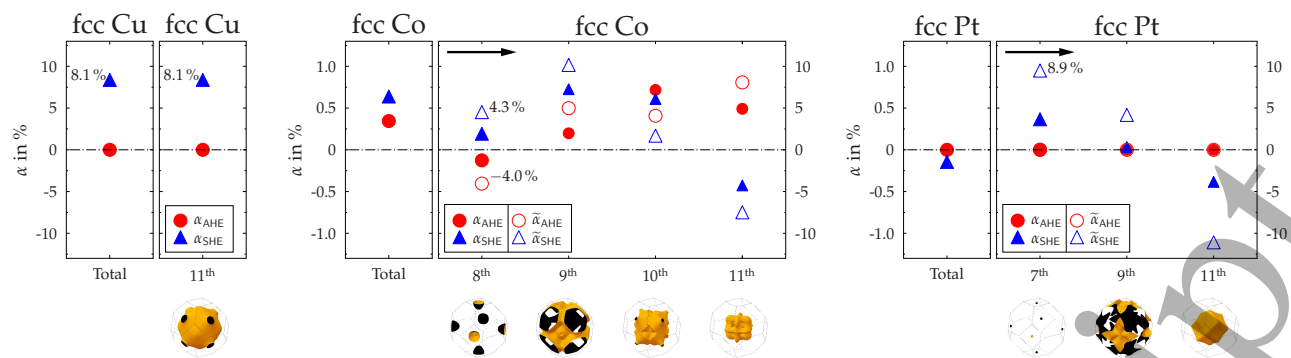 fcc Cu
fcc Cu
fcc Co
fcc Co
fcc Pt
fcc Pt
α in %
10
5
0
-5
-10
8.1 %
8.1 %
α_AHE
α_SHE
Total
11th
α in %
1.0
0.5
0
-0.5
-1.0
4.3 %
−4.0 %
α_AHE
α̃_AHE
α_SHE
α̃_SHE
10
5
0
-5
-10
Total
8th
9th
10th
11th
α in %
1.0
0.5
0
-0.5
-1.0
8.9 %
α_AHE
α̃_AHE
α_SHE
α̃_SHE
10
5
0
-5
-10
Total
7th
9th
11th